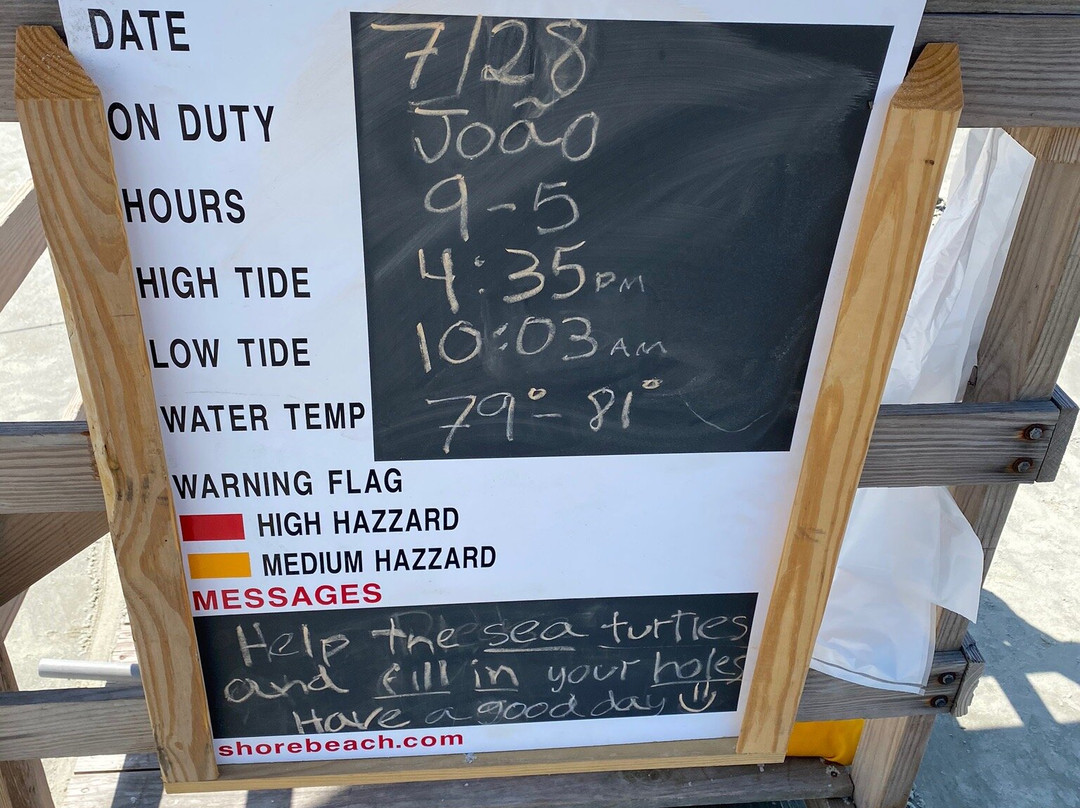 DATE 7/28
ON DUTY João
HOURS 9-5
HIGH TIDE 4:35 PM
LOW TIDE 10:03 AM
WATER TEMP 79°-81°
WARNING FLAG
HIGH HAZZARD
MEDIUM HAZZARD
MESSAGES
Help the sea turtles
and fill in your holes
Have a good day
shorebeach.com